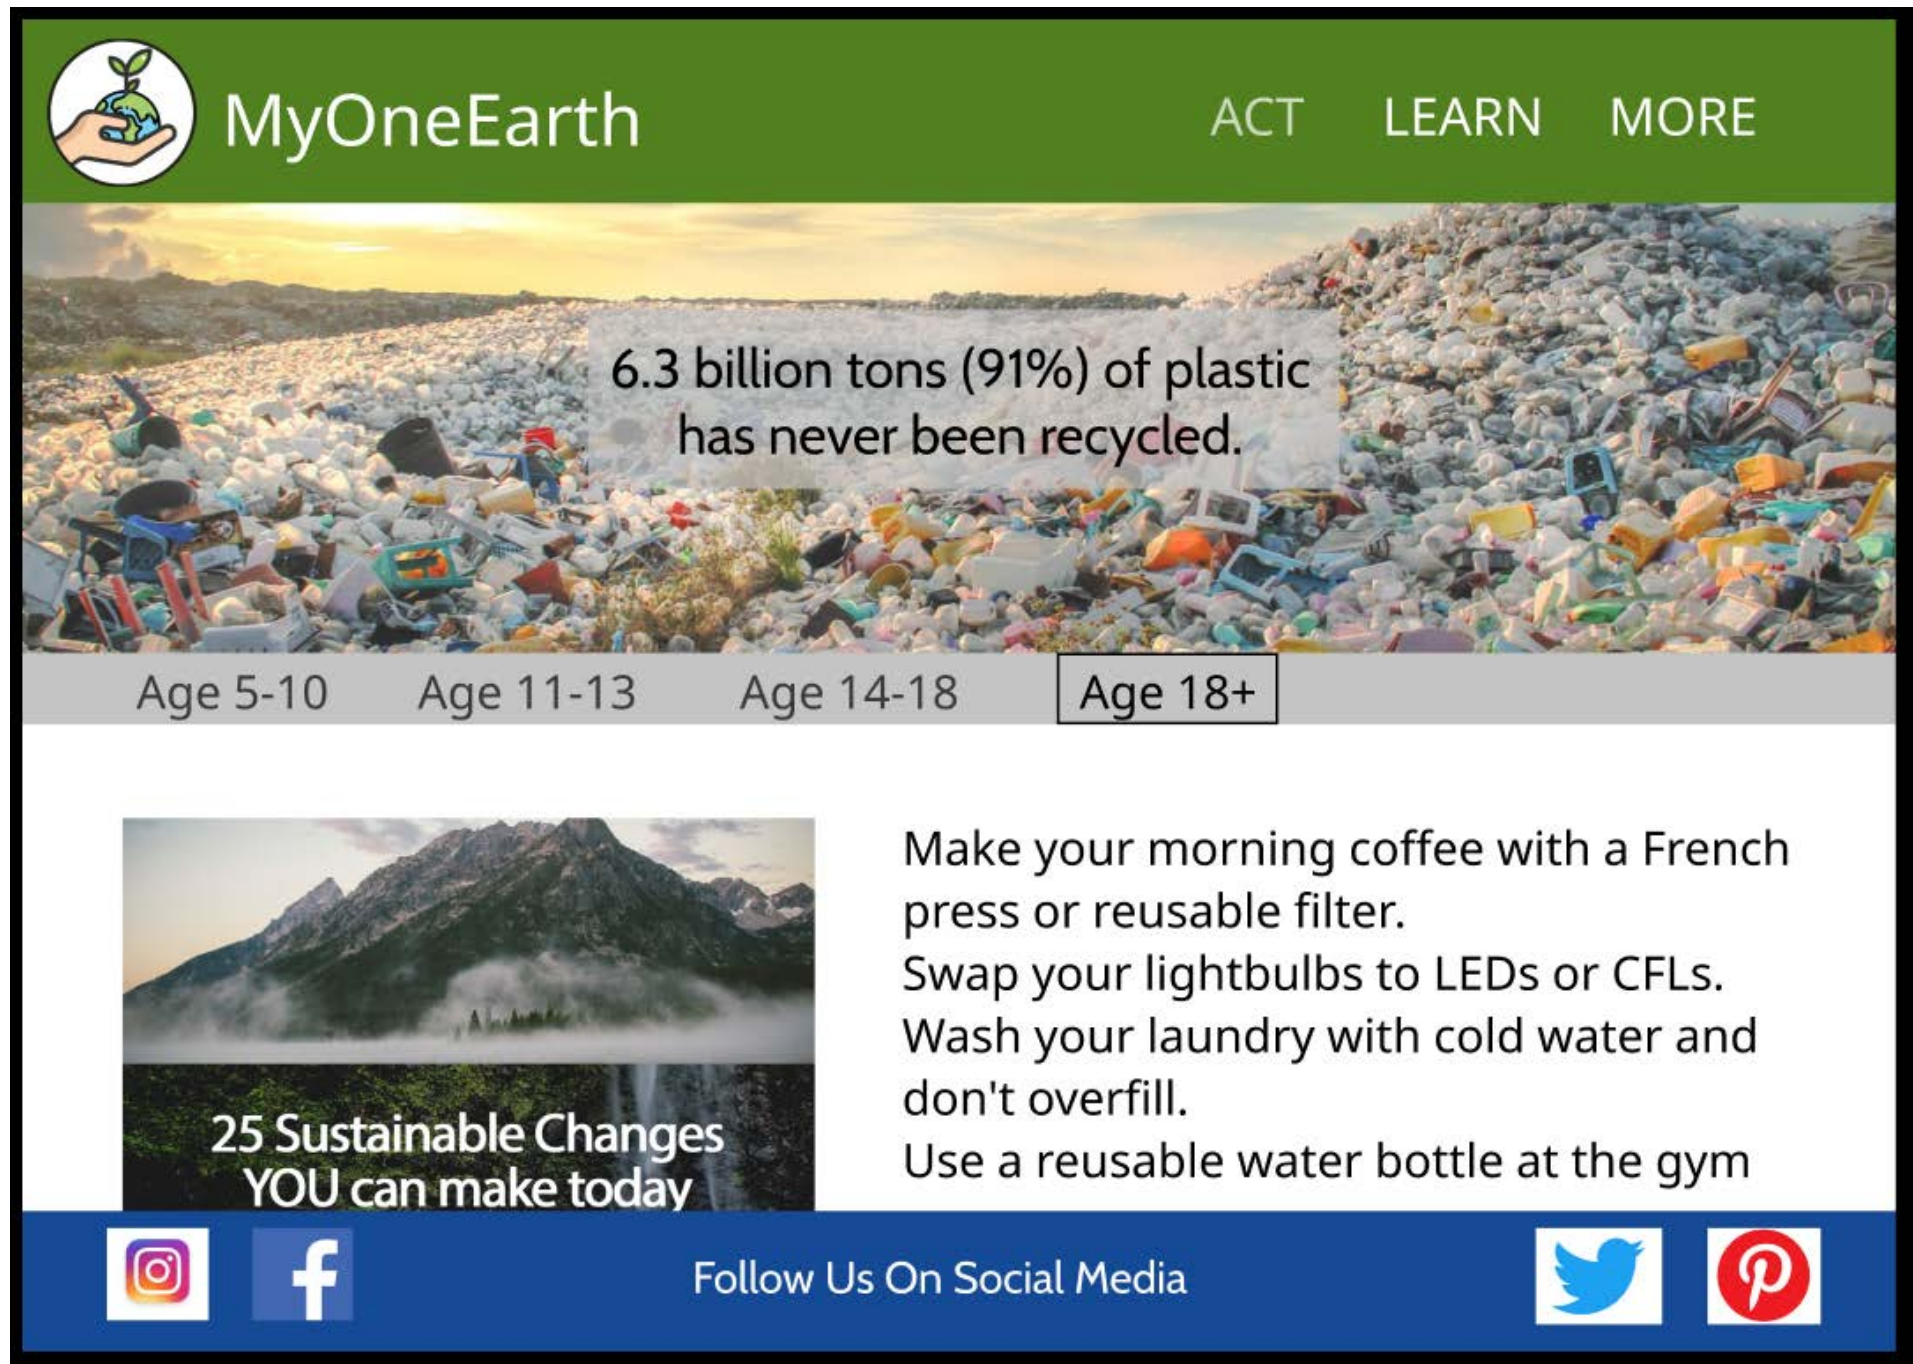 MyOneEarth
ACT
LEARN
MORE
6.3 billion tons (91%) of plastic
has never been recycled.
Age 5-10
Age 11-13
Age 14-18
Age 18+
25 Sustainable Changes
YOU can make today
Make your morning coffee with a French
press or reusable filter.
Swap your lightbulbs to LEDs or CFLs.
Wash your laundry with cold water and
don't overfill.
Use a reusable water bottle at the gym
Follow Us On Social Media